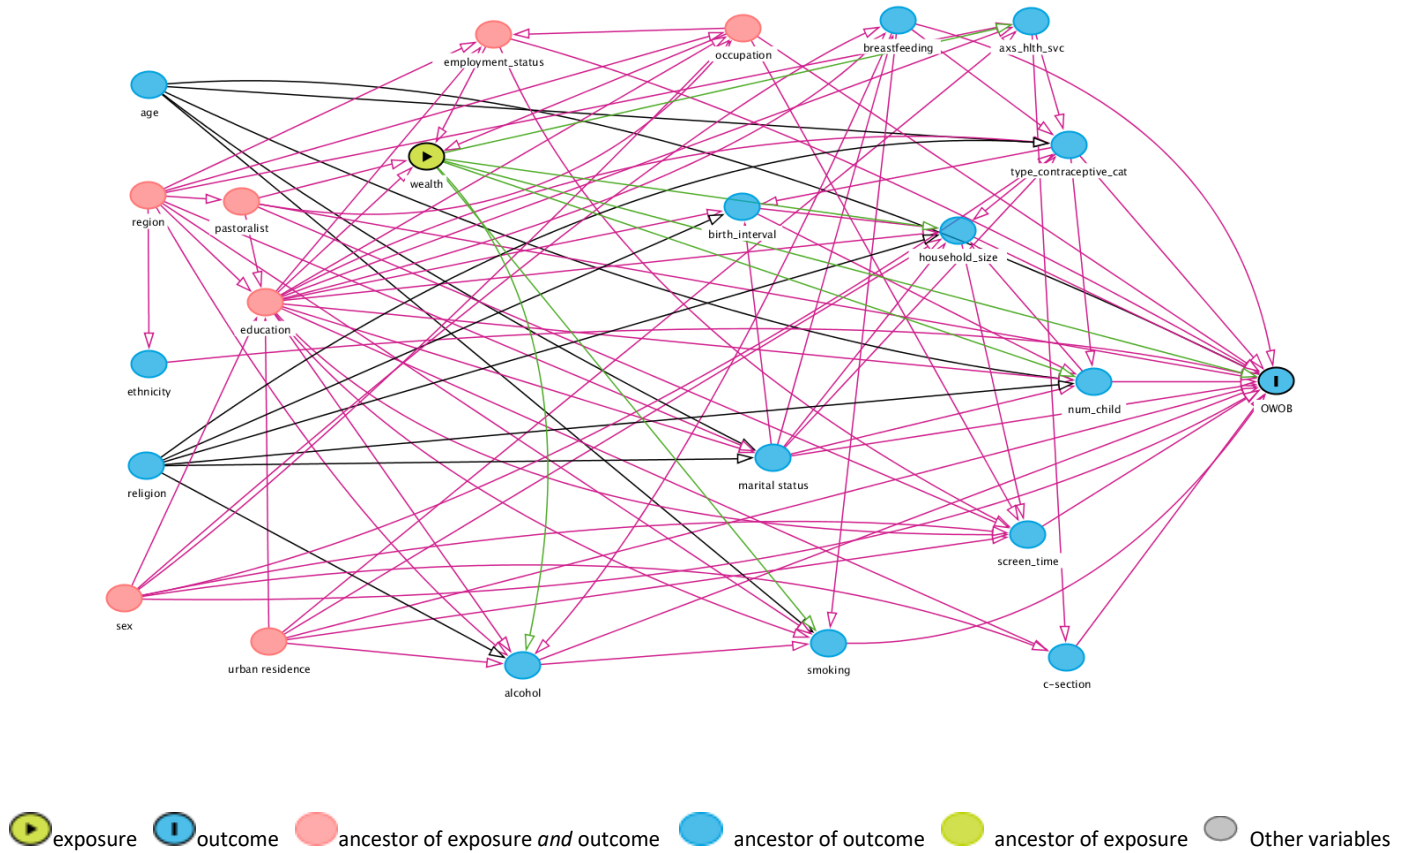 breastfeeding
axs_hlth_svc
occupation
employment_status
age
type_contraceptive_cat
wealth
region
pastoralist
birth_interval
household_size
education
ethnicity
num_child
OWOB
marital status
religion
screen_time
sex
urban residence
smoking
c-section
alcohol
exposure outcome ancestor of exposure and outcome ancestor of outcome ancestor of exposure Other variables